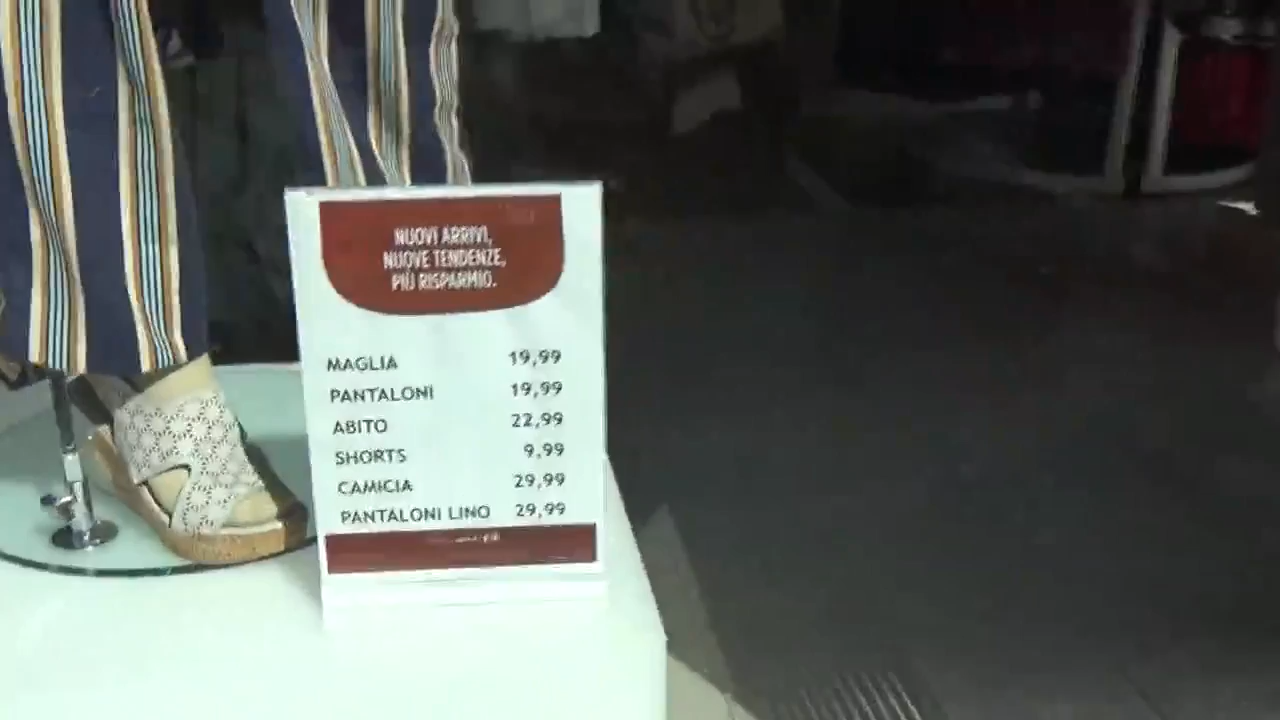 NUOVI ARRIVI,
NUOVE TENDENZE,
PIÙ RISPARMIO.
MAGLIA 19,99
PANTALONI 19,99
ABITO 22,99
SHORTS 9,99
CAMICIA 29,99
PANTALONI LINO 29,99